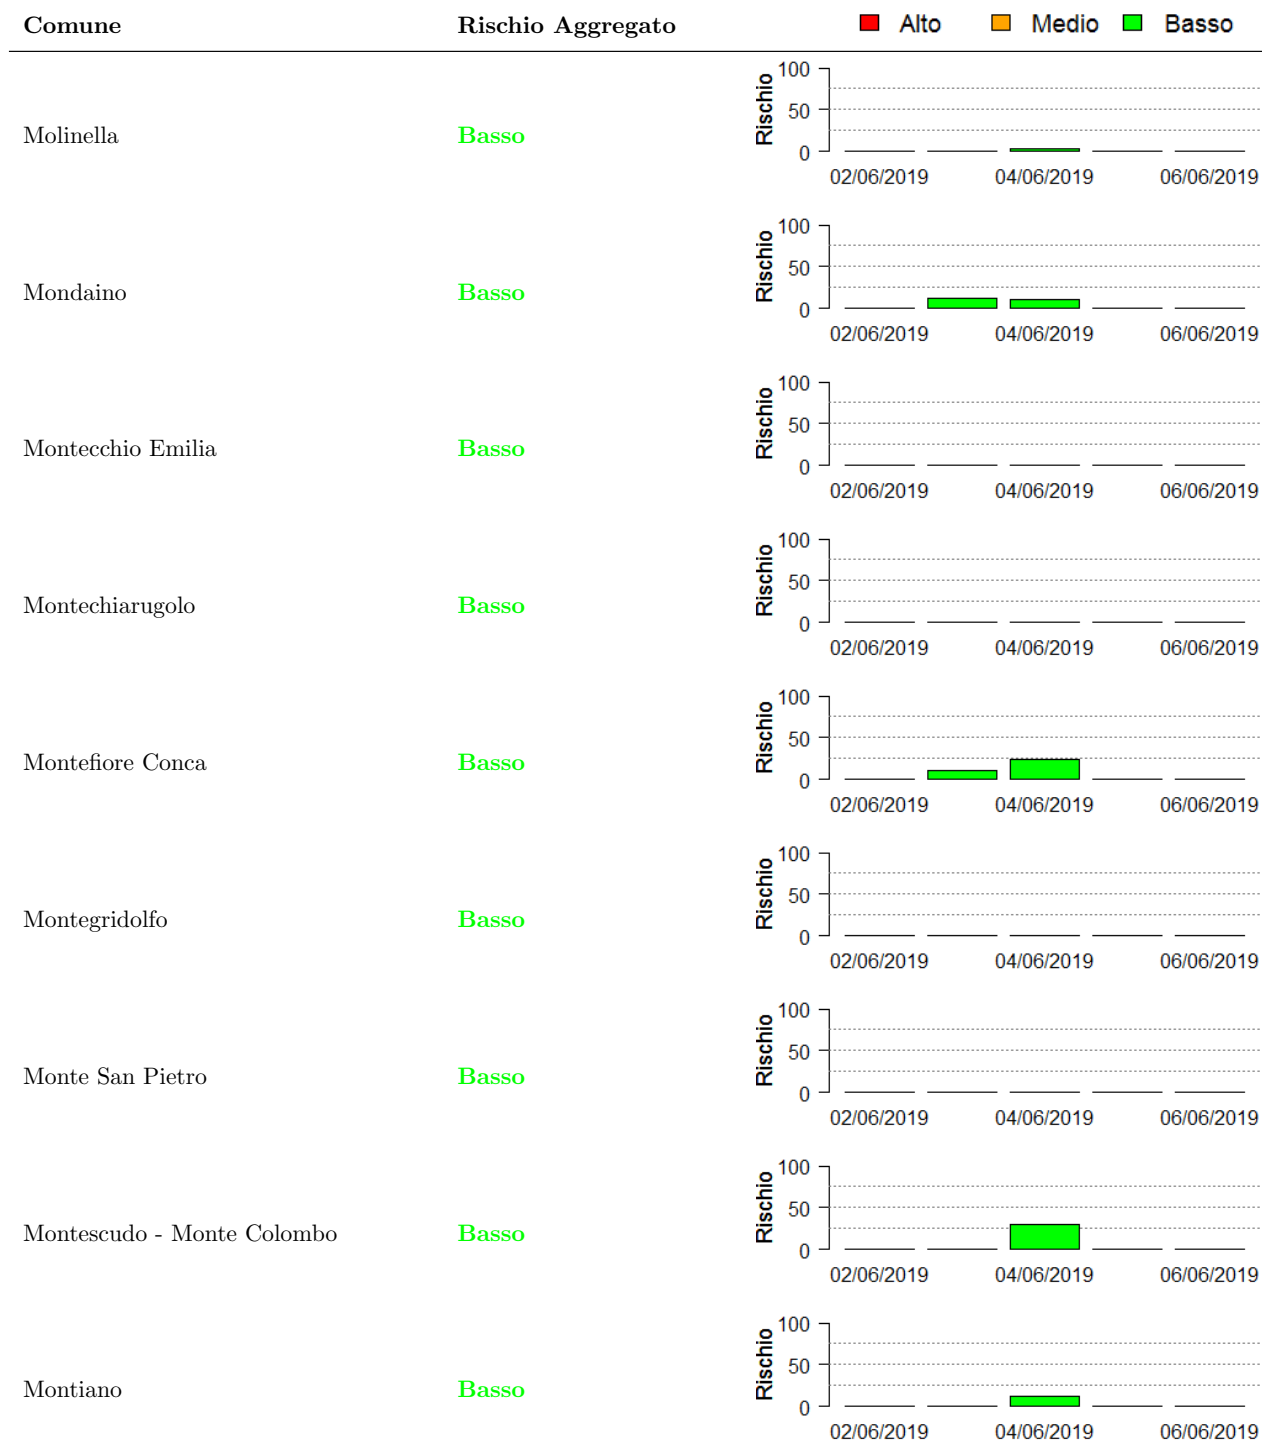 Comune Rischio Aggregato Alto Medio Basso
Molinella Basso
Rischio
100
50
0
02/06/2019 04/06/2019 06/06/2019
Mondaino Basso
Rischio
100
50
0
02/06/2019 04/06/2019 06/06/2019
Montecchio Emilia Basso
Rischio
100
50
0
02/06/2019 04/06/2019 06/06/2019
Montechiarugolo Basso
Rischio
100
50
0
02/06/2019 04/06/2019 06/06/2019
Montefiore Conca Basso
Rischio
100
50
0
02/06/2019 04/06/2019 06/06/2019
Montegridolfo Basso
Rischio
100
50
0
02/06/2019 04/06/2019 06/06/2019
Monte San Pietro Basso
Rischio
100
50
0
02/06/2019 04/06/2019 06/06/2019
Montescudo - Monte Colombo Basso
Rischio
100
50
0
02/06/2019 04/06/2019 06/06/2019
Montiano Basso
Rischio
100
50
0
02/06/2019 04/06/2019 06/06/2019